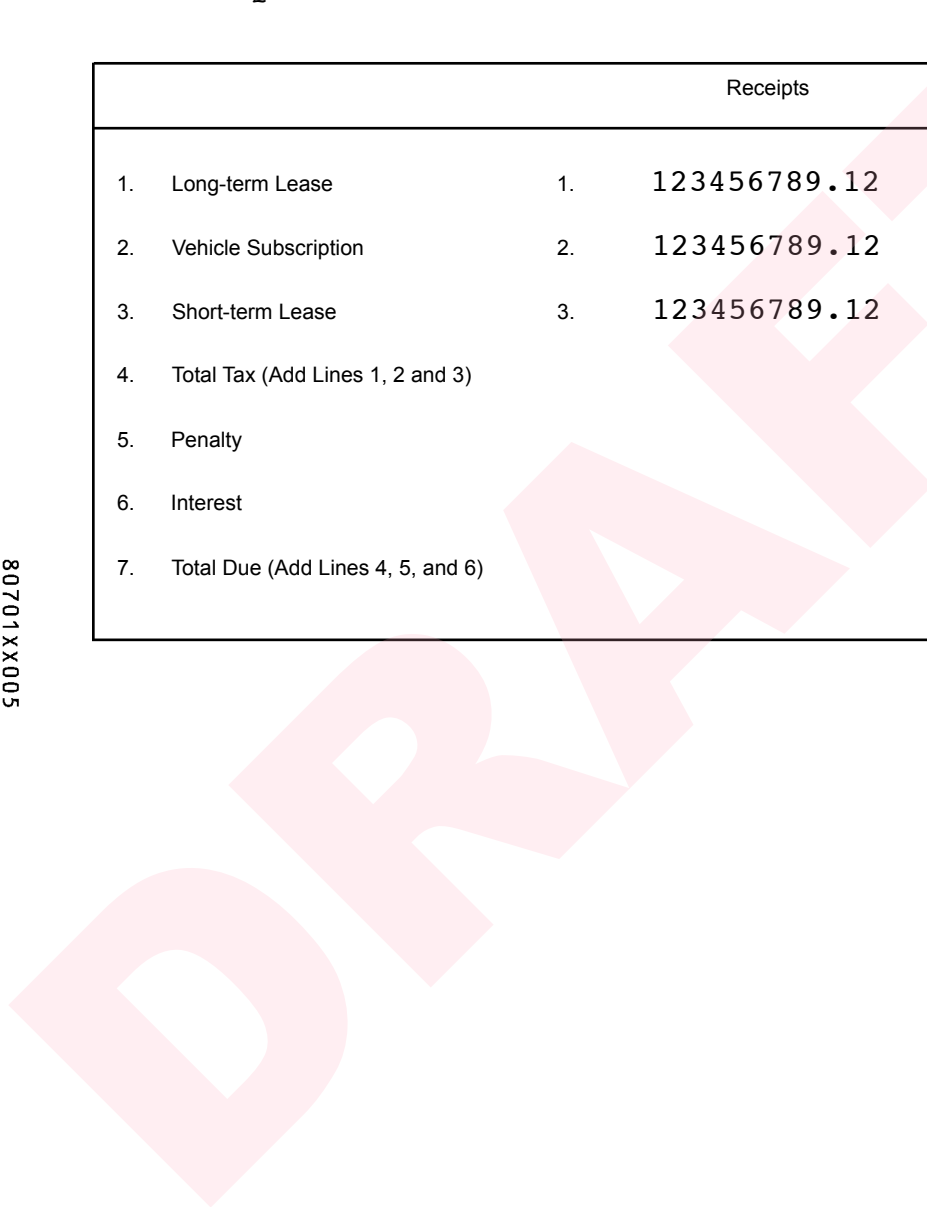 Receipts
1. Long-term Lease 1. 123456789.12
2. Vehicle Subscription 2. 123456789.12
3. Short-term Lease 3. 123456789.12
4. Total Tax (Add Lines 1, 2 and 3)
5. Penalty
6. Interest
7. Total Due (Add Lines 4, 5, and 6)
80701XX005
DRAFT